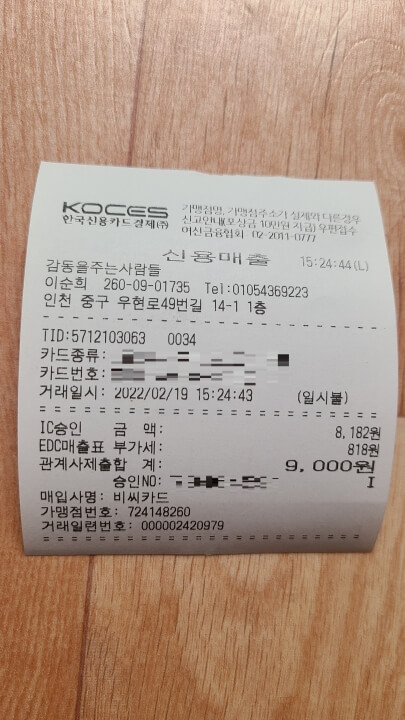 KOCES
한국신용카드결제(주)
가맹점명, 가맹점주소가 실제와 다른경우
신고안내(포상금 10만원 지급) 우편접수
여신금융협회 02-2011-0777
신용매출 15:24:44(L)
감동을주는사람들
이순희 260-09-01735 Tel:01054369223
인천 중구 우현로49번길 14-1 1층
TID:5712103063 0034
카드종류:
카드번호:
거래일시: 2022/02/19 15:24:43 (일시불)
IC승인 금 액: 8,182원
EDC매출표 부가세: 818원
관계사제출합 계: 9,000원
승인NO: I
매입사명: 비씨카드
가맹점번호: 724148260
거래일련번호: 000002420979